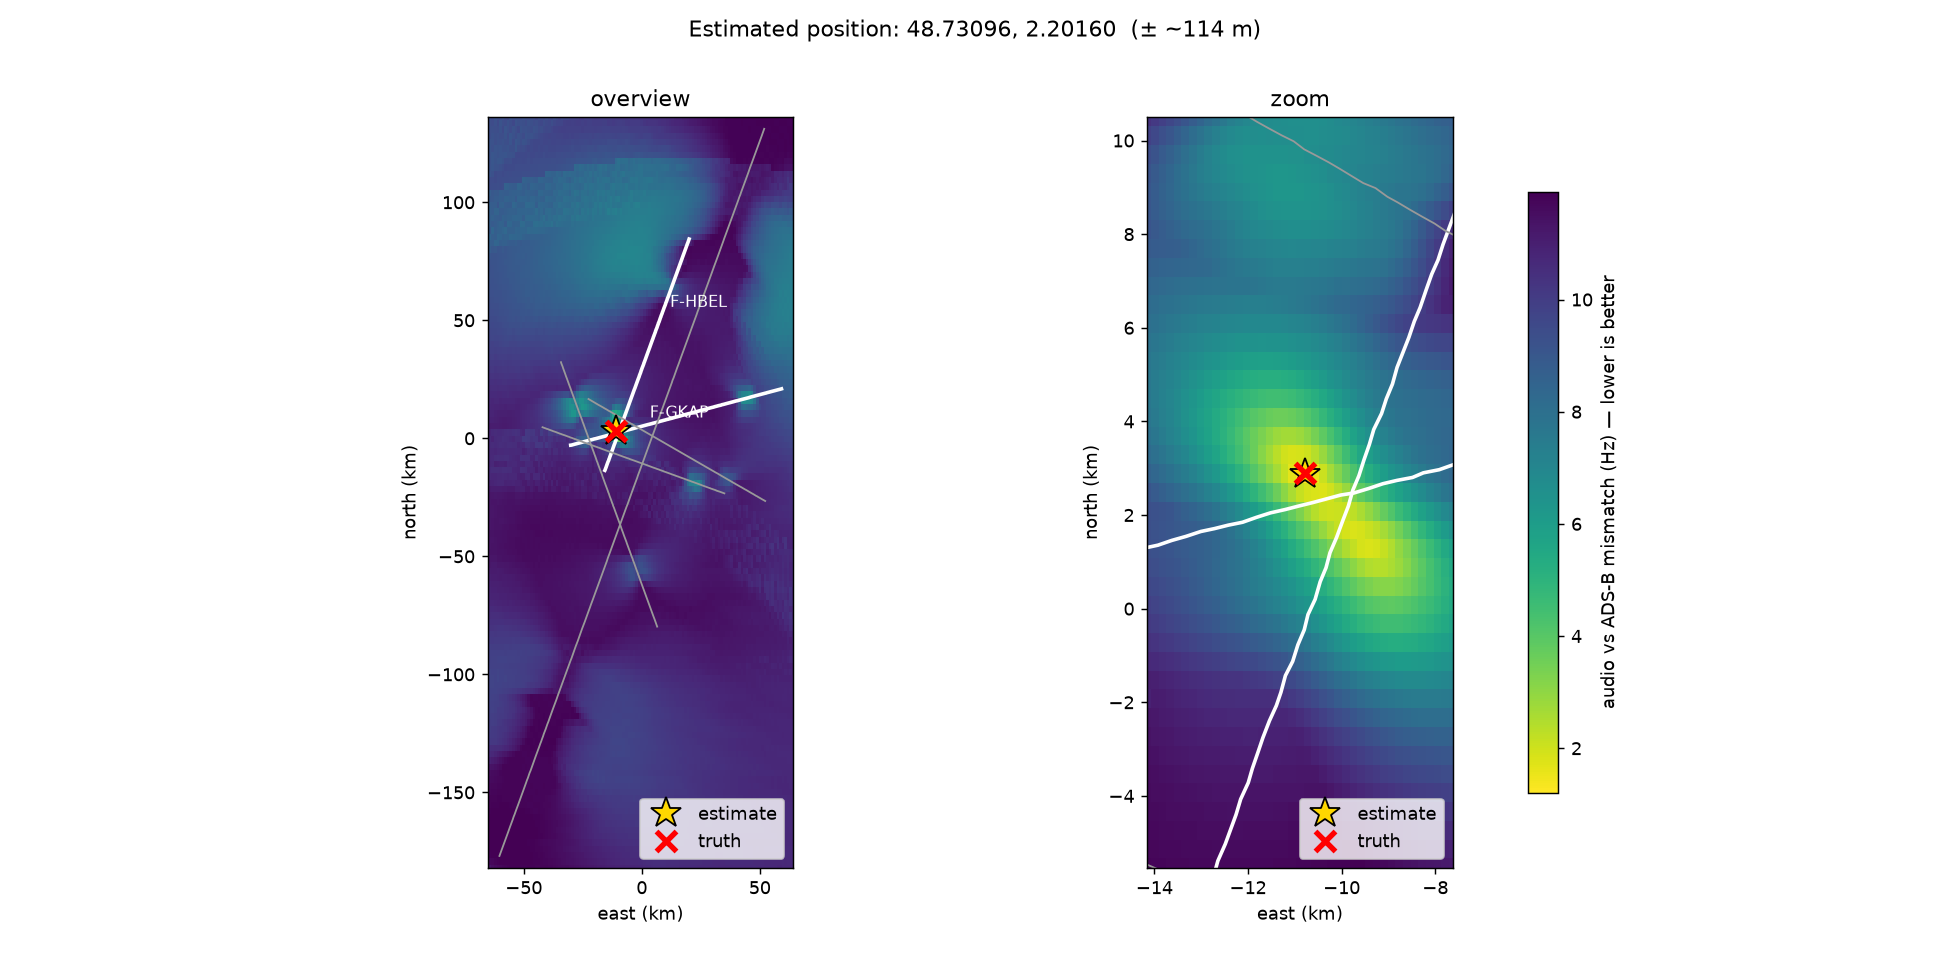 Estimated position: 48.73096, 2.20160 (± ~114 m)
overview
100
50
0
−50
−100
−150
north (km)
F-HBEL
F-GKAP
estimate
truth
−50
0
50
east (km)
zoom
10
8
6
4
2
0
−2
−4
north (km)
estimate
truth
−14
−12
−10
−8
east (km)
10
8
6
4
2
audio vs ADS-B mismatch (Hz) — lower is better